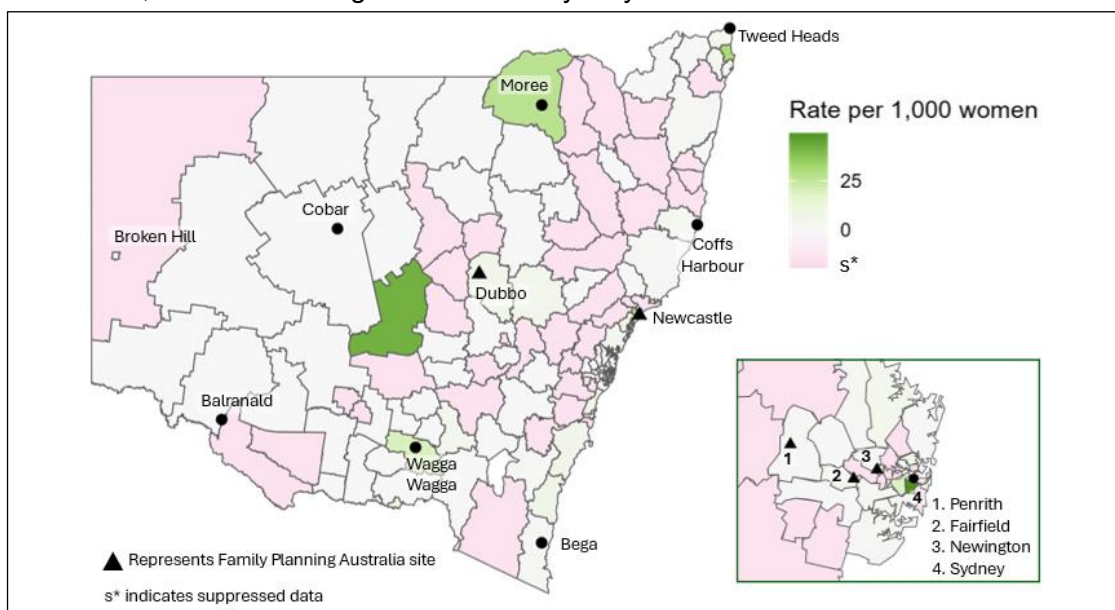 Tweed Heads
Moree
Rate per 1,000 women
25
0
s*
Cobar
Broken Hill
Coffs
Harbour
Dubbo
Newcastle
Balranald
Wagga
Wagga
Bega
1
2
3
4
1. Penrith
2. Fairfield
3. Newington
4. Sydney
▲ Represents Family Planning Australia site
s* indicates suppressed data